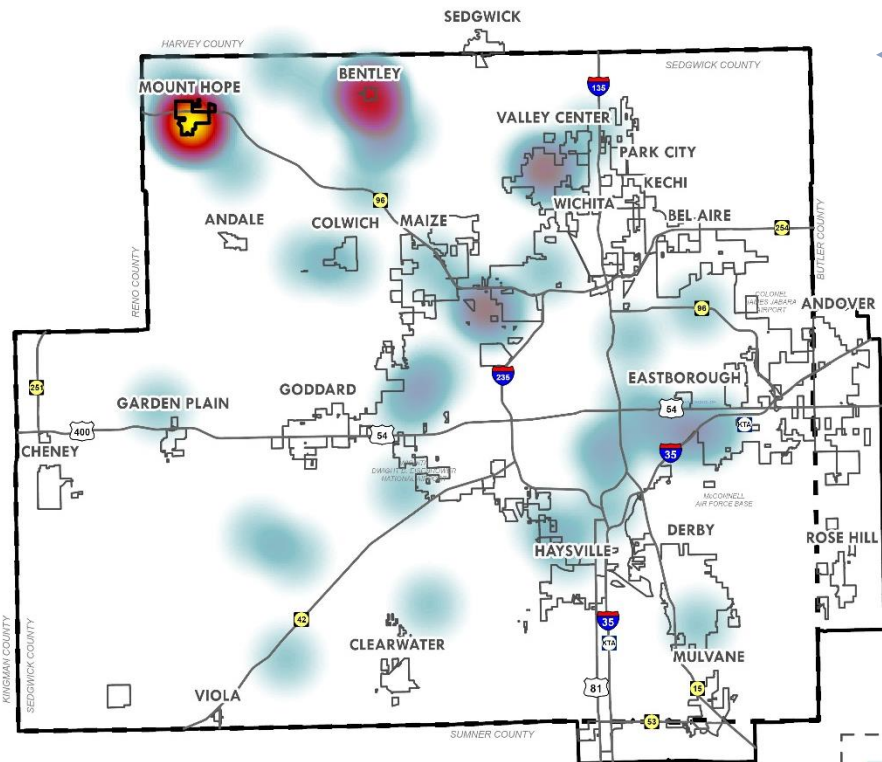 SEDGWICK
HARVEY COUNTY
SEDGWICK COUNTY
BENTLEY
MOUNT HOPE
135
VALLEY CENTER
PARK CITY
KECHI
96
WICHITA
BEL AIRE
ANDALE
COLWICH
MAIZE
254
BUTLER COUNTY
RENO COUNTY
COLONEL
JAMES JABARA
AIRPORT
96
ANDOVER
251
235
EASTBOROUGH
GODDARD
GARDEN PLAIN
54
400
54
KTA
CHENEY
35
DWIGHT D. EISENHOWER
NATIONAL AIRPORT
McCONNELL
AIR FORCE BASE
DERBY
ROSE HILL
HAYSVILLE
42
35
KTA
KINGMAN COUNTY
SEDGWICK COUNTY
CLEARWATER
MULVANE
VIOLA
81
15
53
SUMNER COUNTY